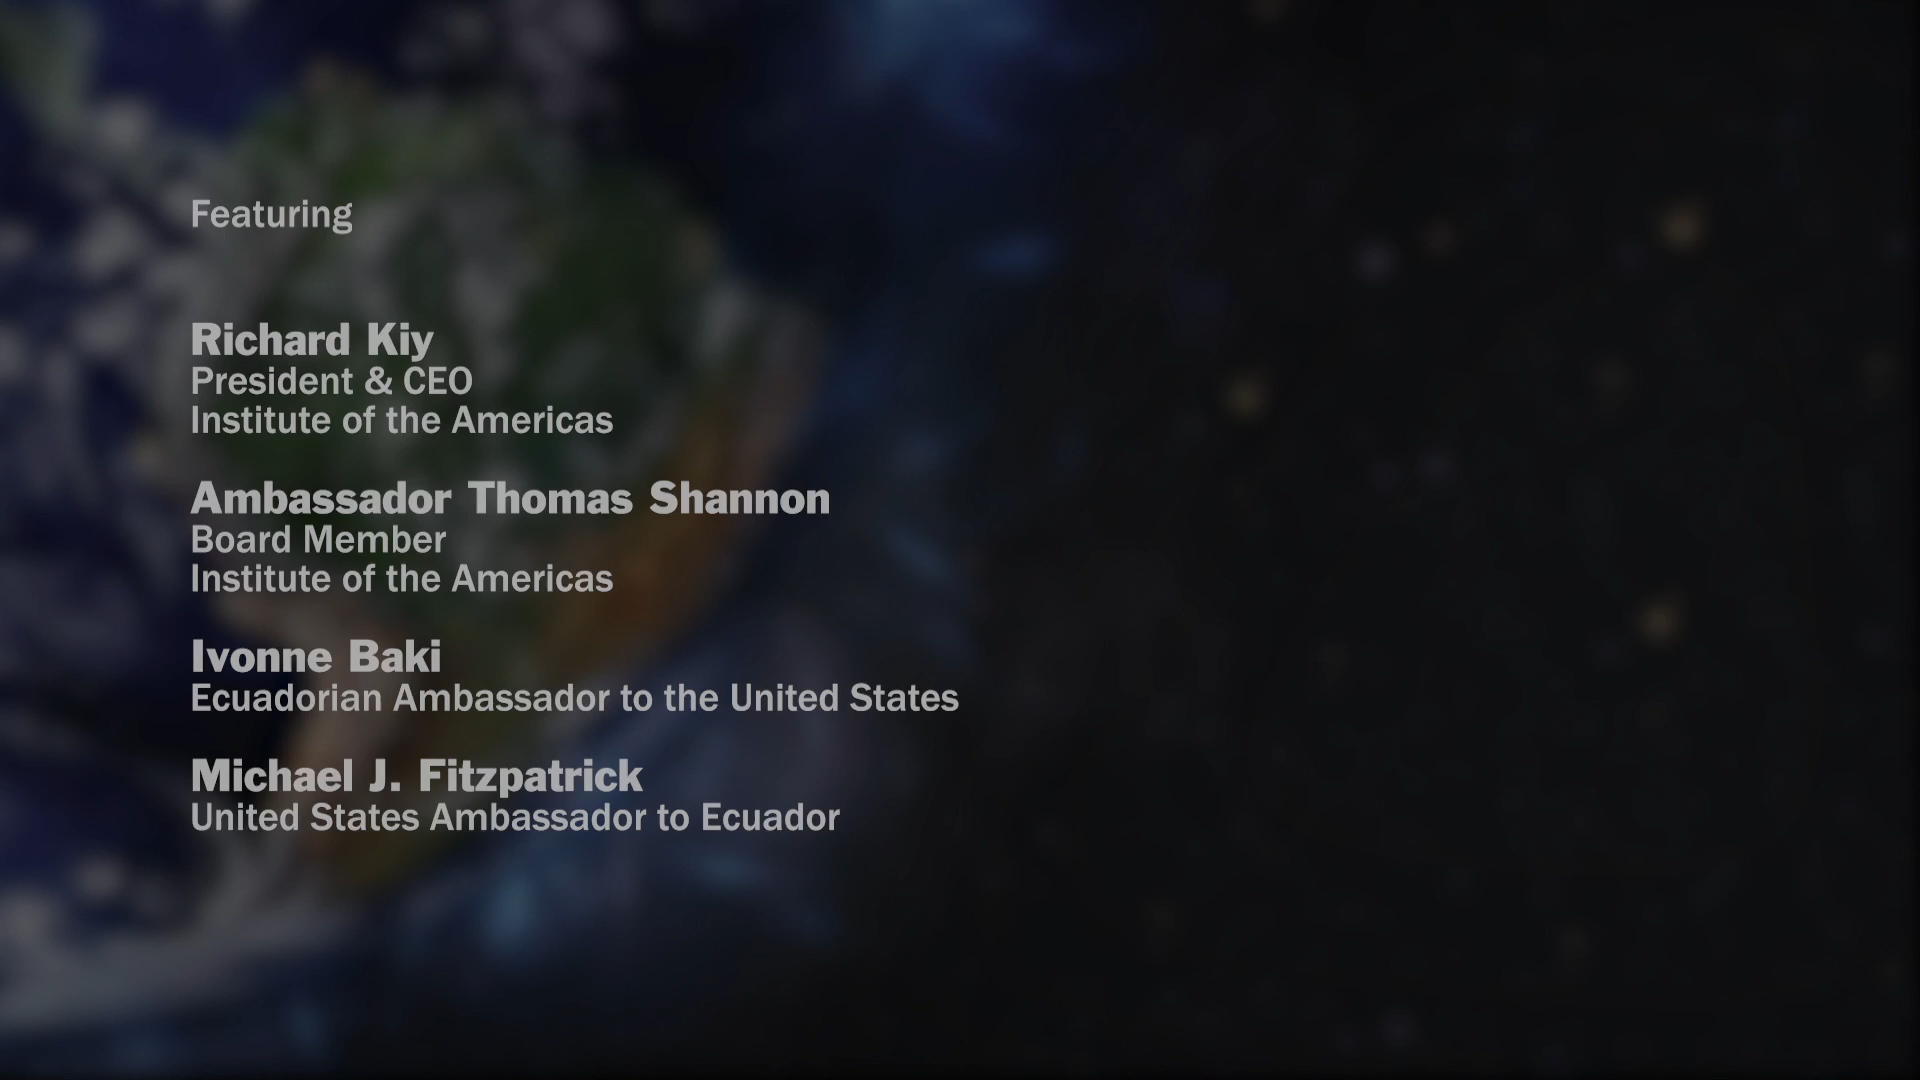 Featuring
Richard Kiy
President & CEO
Institute of the Americas
Ambassador Thomas Shannon
Board Member
Institute of the Americas
Ivonne Baki
Ecuadorian Ambassador to the United States
Michael J. Fitzpatrick
United States Ambassador to Ecuador